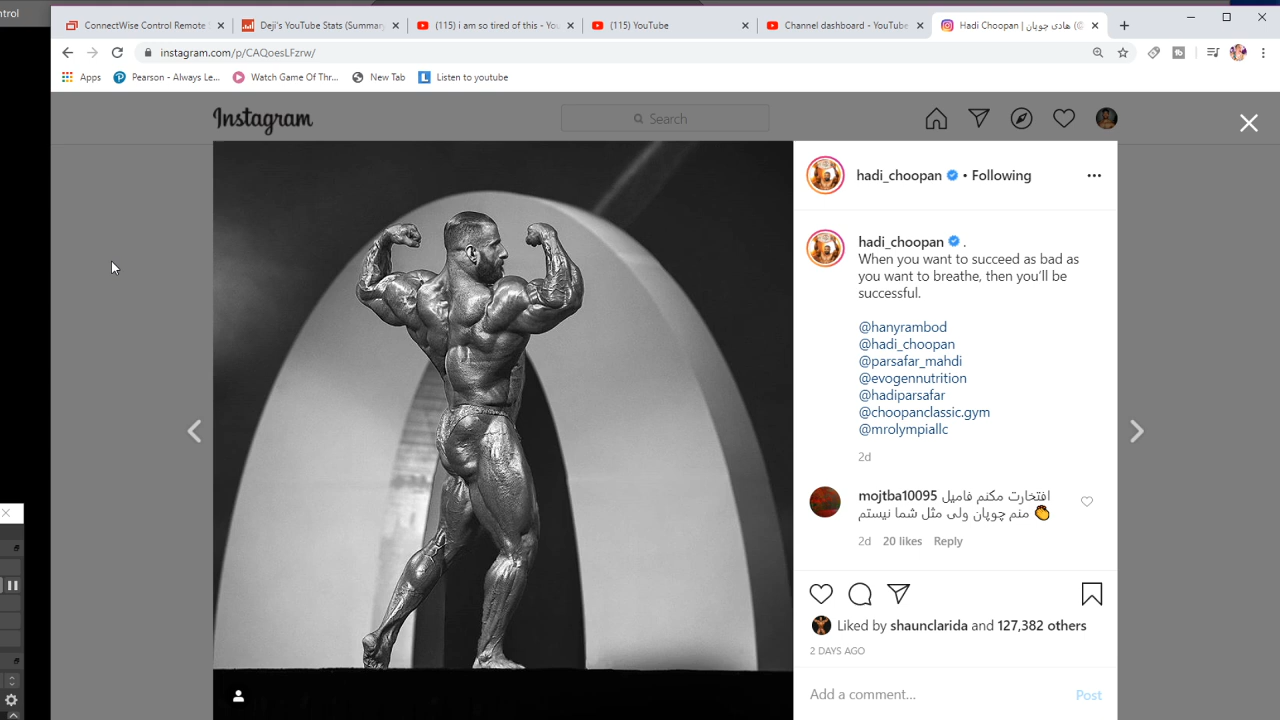 ntrol
ConnectWise Control Remote
Deji's YouTube Stats (Summary
(115) i am so tired of this - You
(115) YouTube
Channel dashboard - YouTube
Hadi Choopan | هادی چوپان (@
instagram.com/p/CAQoesLFzrw/
Apps
Pearson - Always Le...
Watch Game Of Thr...
New Tab
Listen to youtube
Instagram
Search
hadi_choopan • Following
hadi_choopan .
When you want to succeed as bad as
you want to breathe, then you'll be
successful.
@hanyrambod
@hadi_choopan
@parsafar_mahdi
@evogennutrition
@hadiparsafar
@choopanclassic.gym
@mrolympiallc
2d
mojtba10095 افتخارت مکنم فامیل
منم چوپان ولی مثل شما نیستم 👏
2d 20 likes Reply
Liked by shaunclarida and 127,382 others
2 DAYS AGO
Add a comment...
Post